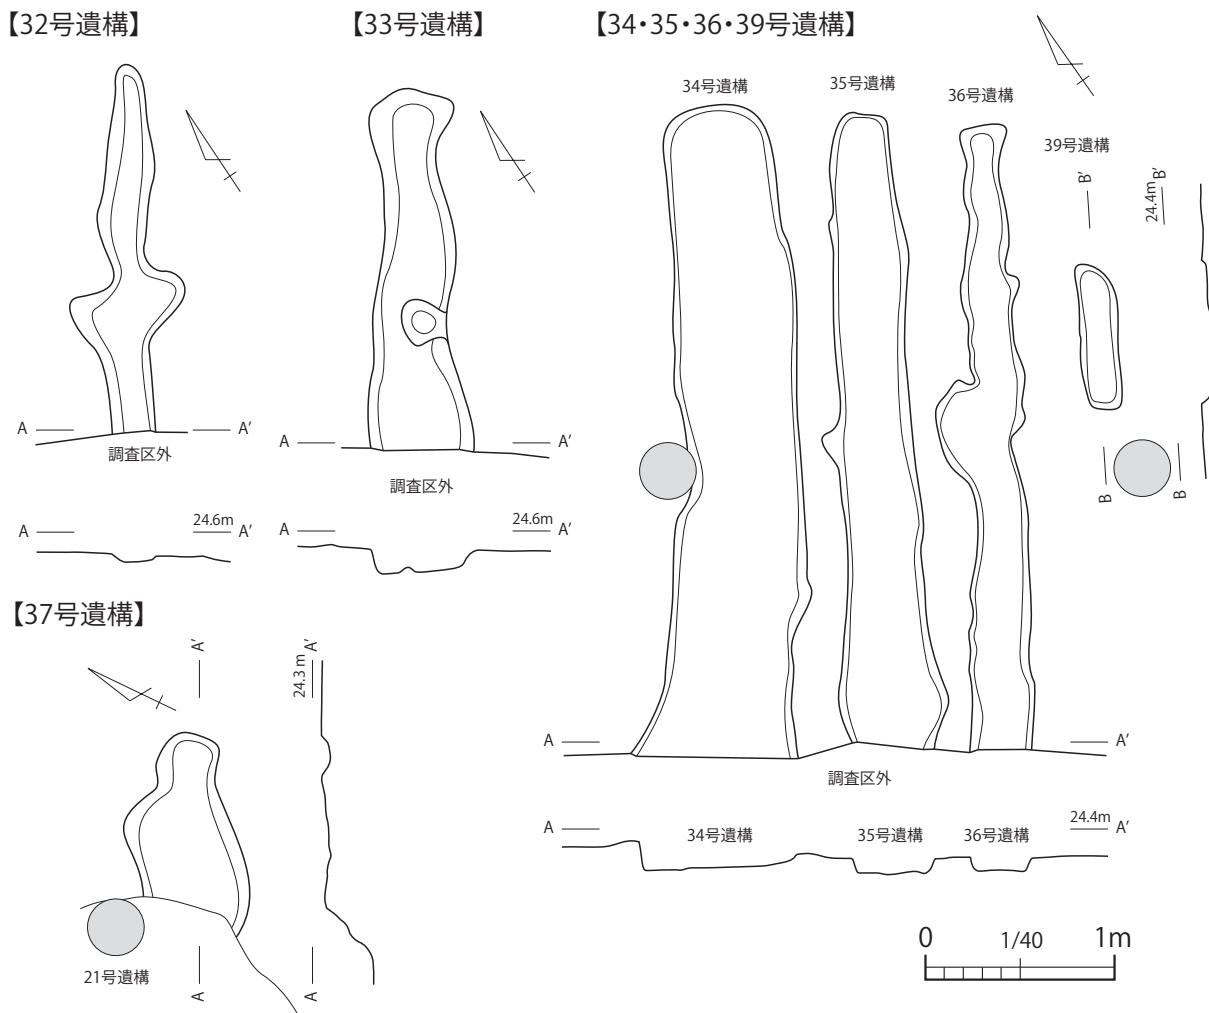 【32号遺構】
A A′
調査区外
24.6m
A A′
【33号遺構】
A A′
調査区外
24.6m
A A′
【34・35・36・39号遺構】
34号遺構
35号遺構
36号遺構
39号遺構
B′
24.4m B′
B
B
A A′
調査区外
24.4m
A 34号遺構 35号遺構 36号遺構 A′
【37号遺構】
A′
24.3 m A′
21号遺構
A
A
0 1/40 1m